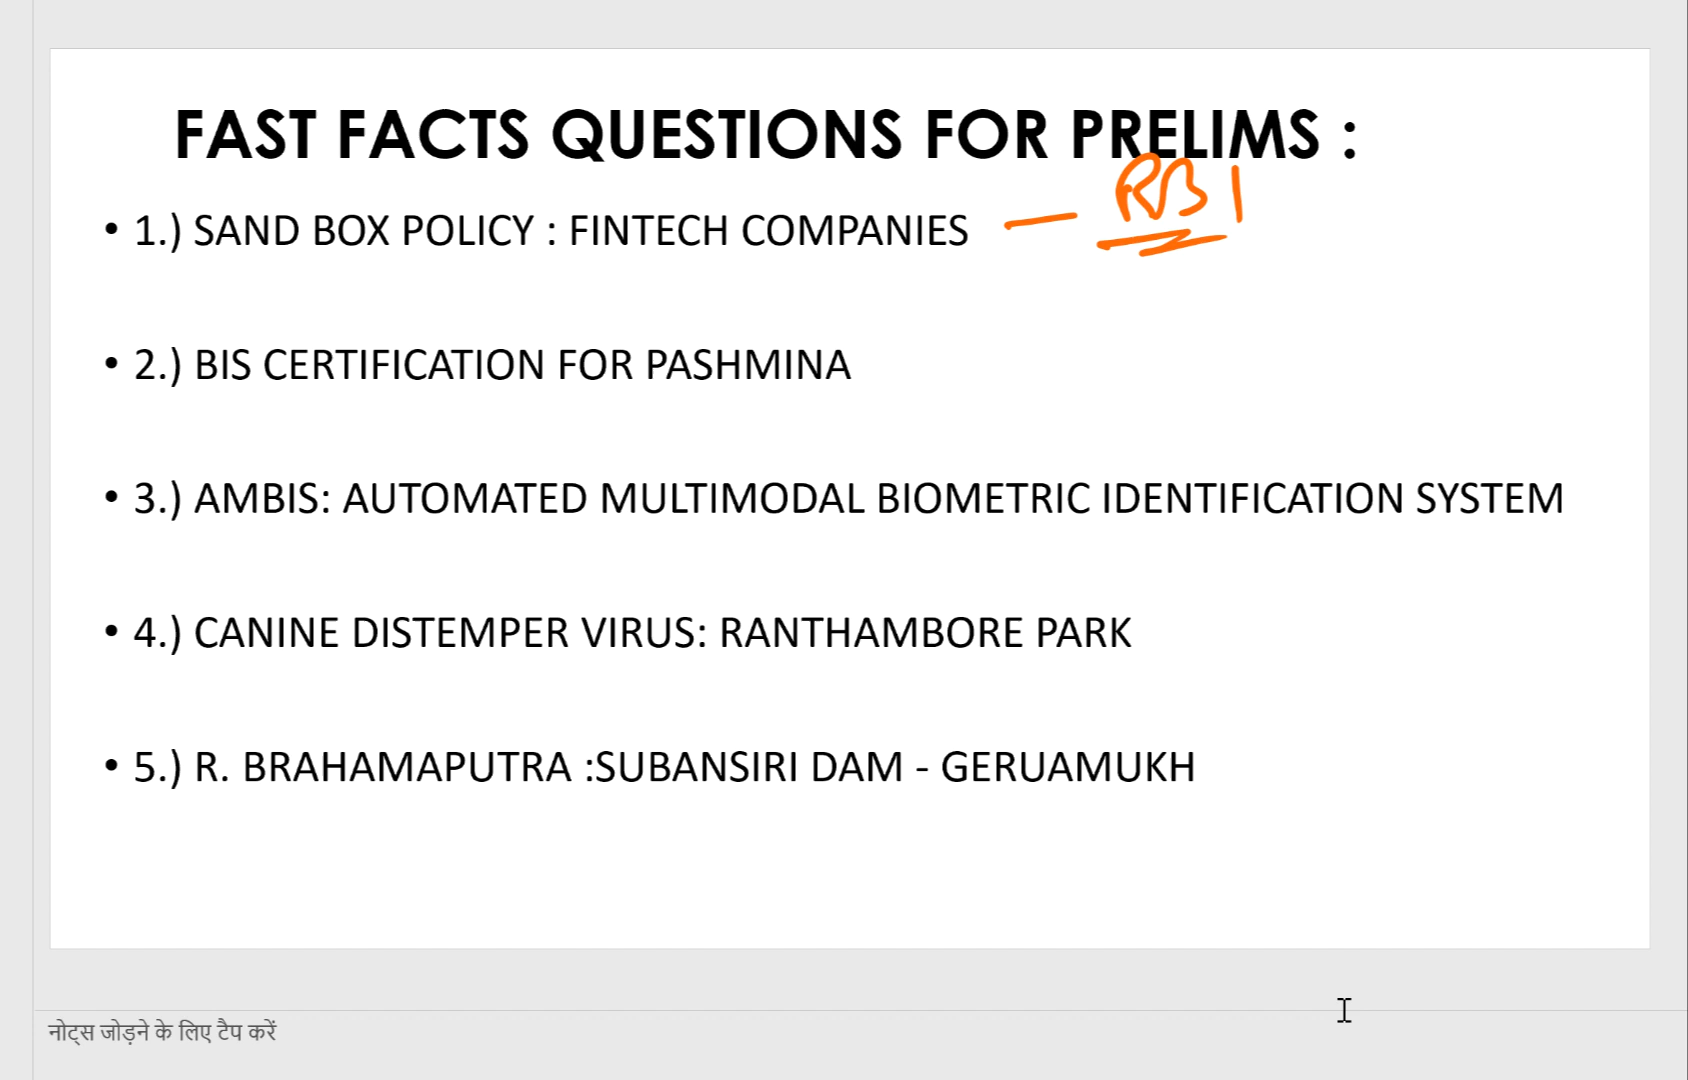 FAST FACTS QUESTIONS FOR PRELIMS :
• 1.) SAND BOX POLICY : FINTECH COMPANIES — RBI
• 2.) BIS CERTIFICATION FOR PASHMINA
• 3.) AMBIS: AUTOMATED MULTIMODAL BIOMETRIC IDENTIFICATION SYSTEM
• 4.) CANINE DISTEMPER VIRUS: RANTHAMBORE PARK
• 5.) R. BRAHAMAPUTRA :SUBANSIRI DAM - GERUAMUKH
नोट्स जोड़ने के लिए टैप करें